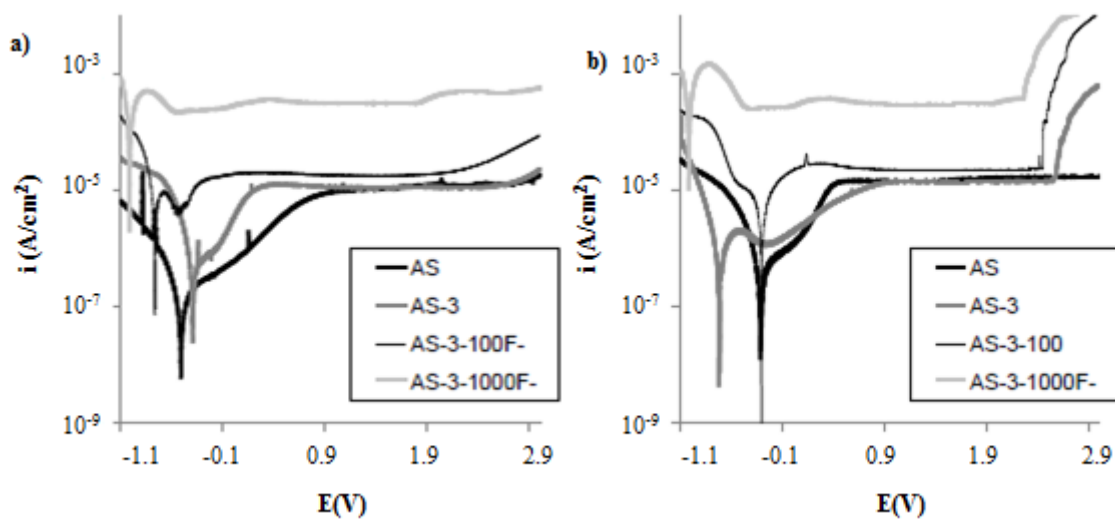 a)
i (A/cm²)
10⁻³
10⁻⁵
10⁻⁷
10⁻⁹
AS
AS-3
AS-3-100F-
AS-3-1000F-
-1.1 -0.1 0.9 1.9 2.9
E(V)
b)
i (A/cm²)
10⁻³
10⁻⁵
10⁻⁷
10⁻⁹
AS
AS-3
AS-3-100
AS-3-1000F-
-1.1 -0.1 0.9 1.9 2.9
E(V)